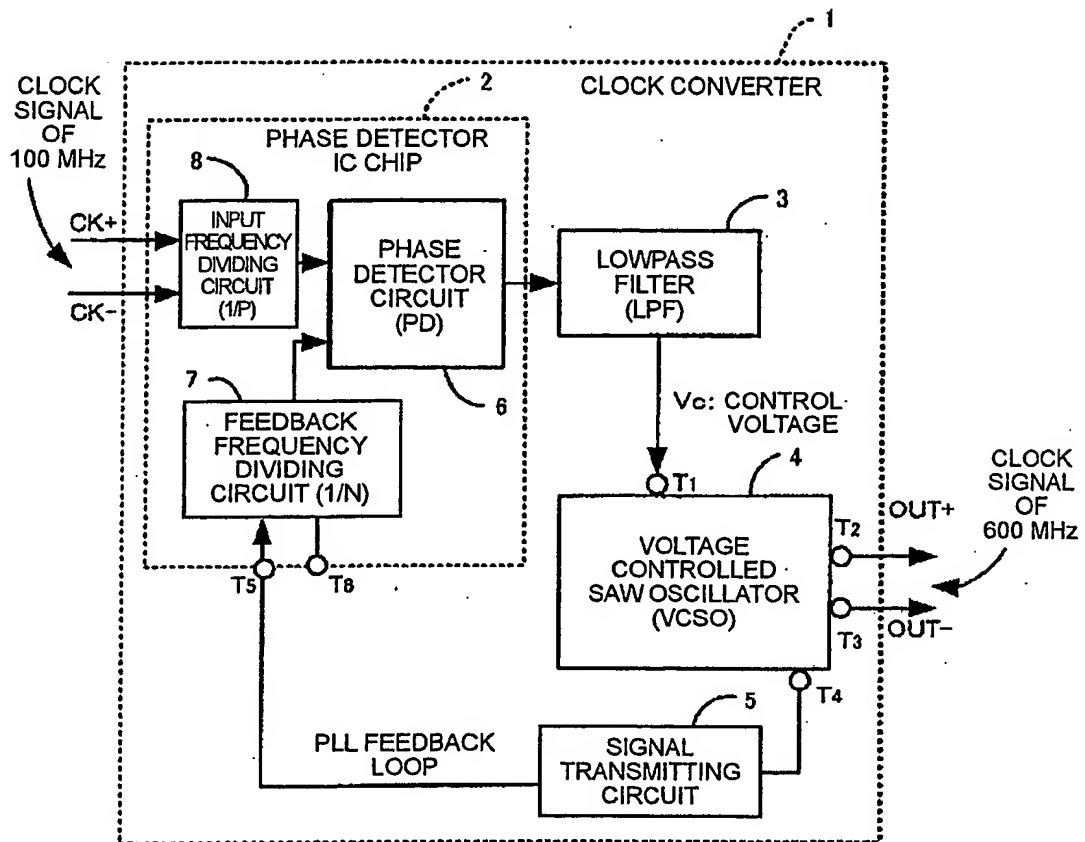 1
CLOCK CONVERTER
CLOCK
SIGNAL
OF
100 MHz
2
PHASE DETECTOR
IC CHIP
8
CK+
CK−
INPUT
FREQUENCY
DIVIDING
CIRCUIT
(1/P)
PHASE
DETECTOR
CIRCUIT
(PD)
6
3
LOWPASS
FILTER
(LPF)
7
FEEDBACK
FREQUENCY
DIVIDING
CIRCUIT (1/N)
T5
T8
Vc: CONTROL
VOLTAGE
T1
4
VOLTAGE
CONTROLLED
SAW OSCILLATOR
(VCSO)
T2
OUT+
T3
OUT−
CLOCK
SIGNAL
OF
600 MHz
T4
5
SIGNAL
TRANSMITTING
CIRCUIT
PLL FEEDBACK
LOOP